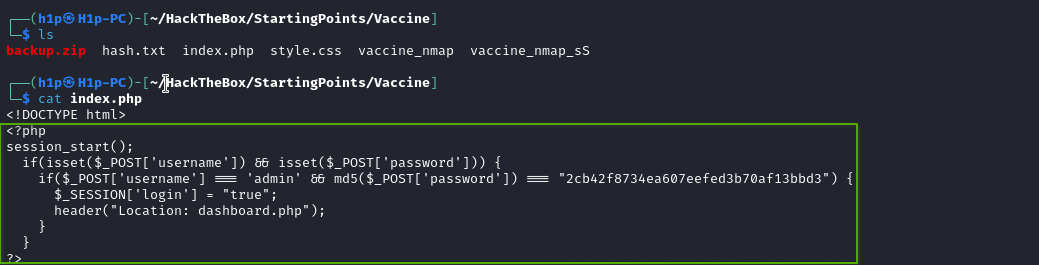 ┌──(h1p㉿H1p-PC)-[~/HackTheBox/StartingPoints/Vaccine]
└─$ ls
backup.zip  hash.txt  index.php  style.css  vaccine_nmap  vaccine_nmap_sS
┌──(h1p㉿H1p-PC)-[~/HackTheBox/StartingPoints/Vaccine]
└─$ cat index.php
<!DOCTYPE html>
<?php
session_start();
  if(isset($_POST['username']) && isset($_POST['password'])) {
    if($_POST['username'] === 'admin' && md5($_POST['password']) === "2cb42f8734ea607eefed3b70af13bbd3") {
      $_SESSION['login'] = "true";
      header("Location: dashboard.php");
    }
  }
?>